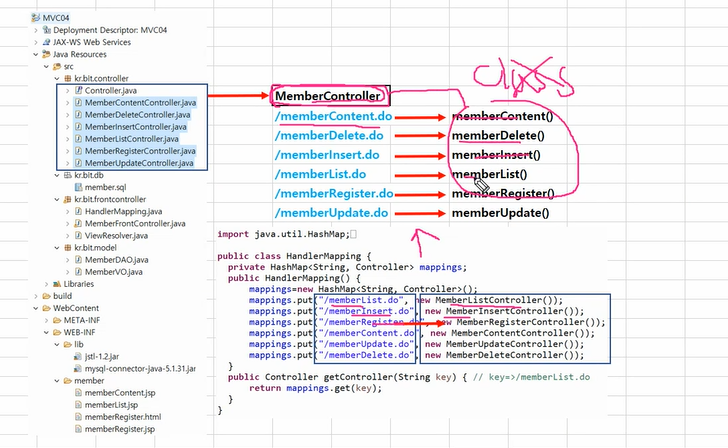 MVC04
Deployment Descriptor: MVC04
JAX-WS Web Services
Java Resources
src
kr.bit.controller
Controller.java
MemberContentController.java
MemberDeleteController.java
MemberInsertController.java
MemberListController.java
MemberRegisterController.java
MemberUpdateController.java
kr.bit.db
member.sql
kr.bit.frontcontroller
HandlerMapping.java
ViewResolver.java
kr.bit.model
MemberDAO.java
MemberVO.java
Libraries
build
WebContent
META-INF
WEB-INF
lib
jstl-1.2.jar
mysql-connector-java-5.1.31.jar
member
memberContent.jsp
memberList.jsp
memberRegister.html
memberRegister.jsp
class
MemberController
/memberContent.do memberContent()
/memberDelete.do memberDelete()
/memberInsert.do memberInsert()
/memberList.do memberList()
/memberRegister.do memberRegister()
/memberUpdate.do memberUpdate()
import java.util.HashMap;
public class HandlerMapping {
private HashMap<String, Controller> mappings;
public HandlerMapping() {
mappings=new HashMap<String, Controller>();
mappings.put("/memberList.do", new MemberListController());
mappings.put("/memberInsert.do", new MemberInsertController());
mappings.put("/memberRegister.do", new MemberRegisterController());
mappings.put("/memberContent.do", new MemberContentController());
mappings.put("/memberUpdate.do", new MemberUpdateController());
mappings.put("/memberDelete.do", new MemberDeleteController());
}
public Controller getController(String key) { // key=>/memberList.do
return mappings.get(key);
}
}